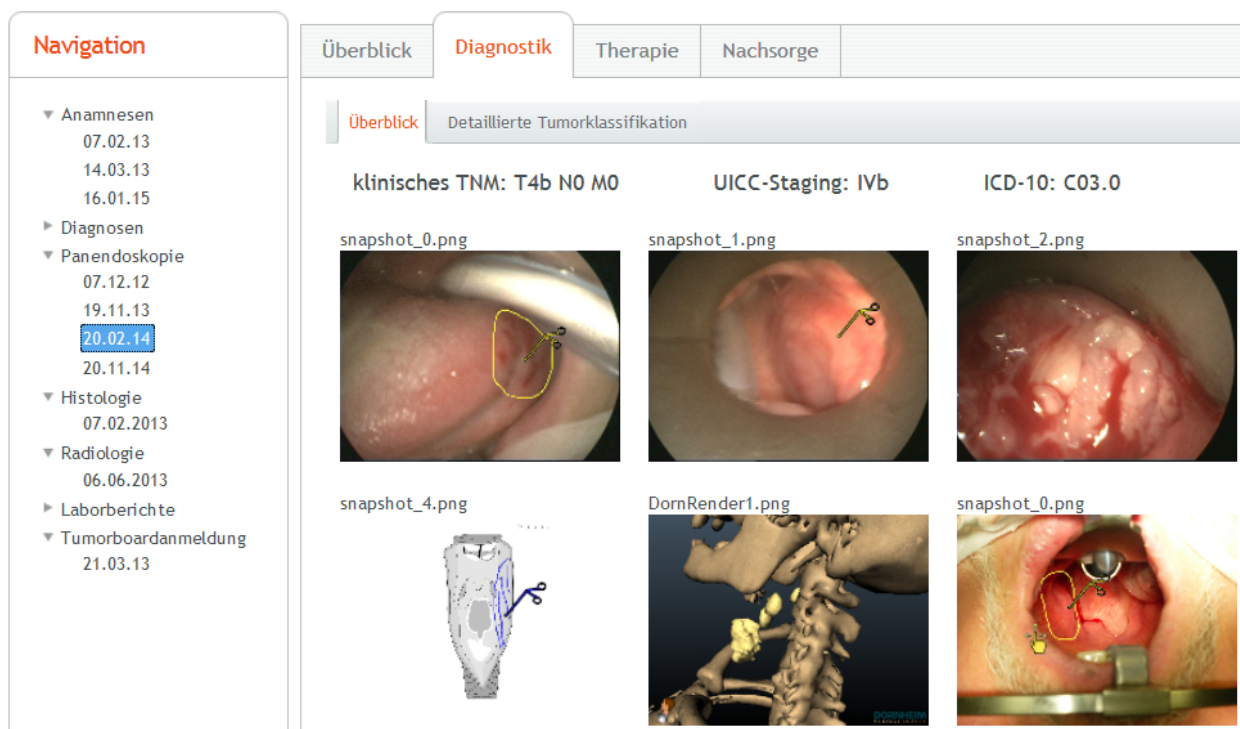 Navigation
Anamnesen
07.02.13
14.03.13
16.01.15
Diagnosen
Panendoskopie
07.12.12
19.11.13
20.02.14
20.11.14
Histologie
07.02.2013
Radiologie
06.06.2013
Laborberichte
Tumorboardanmeldung
21.03.13
Überblick Diagnostik Therapie Nachsorge
Überblick Detaillierte Tumorklassifikation
klinisches TNM: T4b N0 M0 UICC-Staging: IVb ICD-10: C03.0
snapshot_0.png snapshot_1.png snapshot_2.png
snapshot_4.png DornRender1.png snapshot_0.png
DORNHEIM